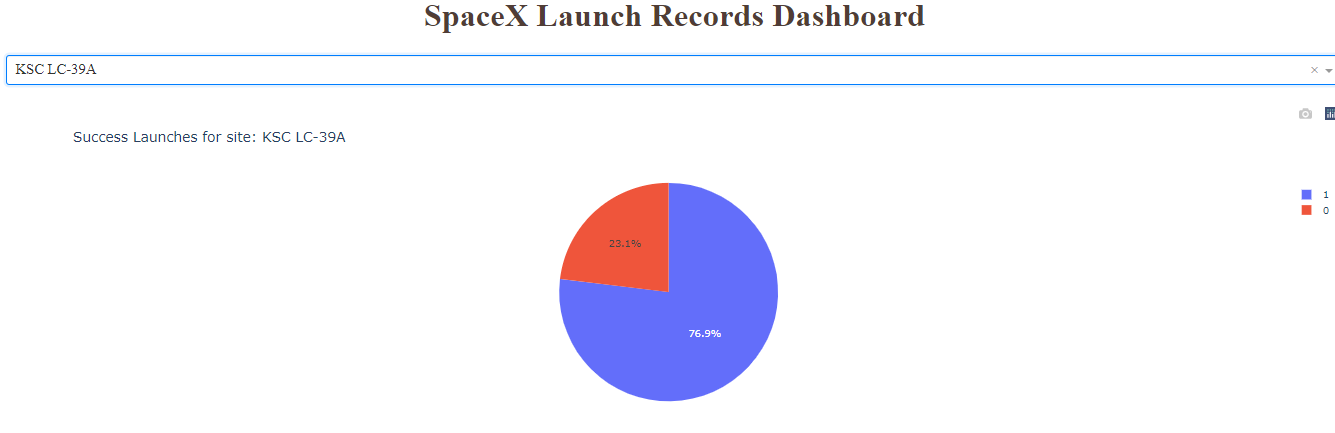 SpaceX Launch Records Dashboard
KSC LC-39A
Success Launches for site: KSC LC-39A
1
0
23.1%
76.9%